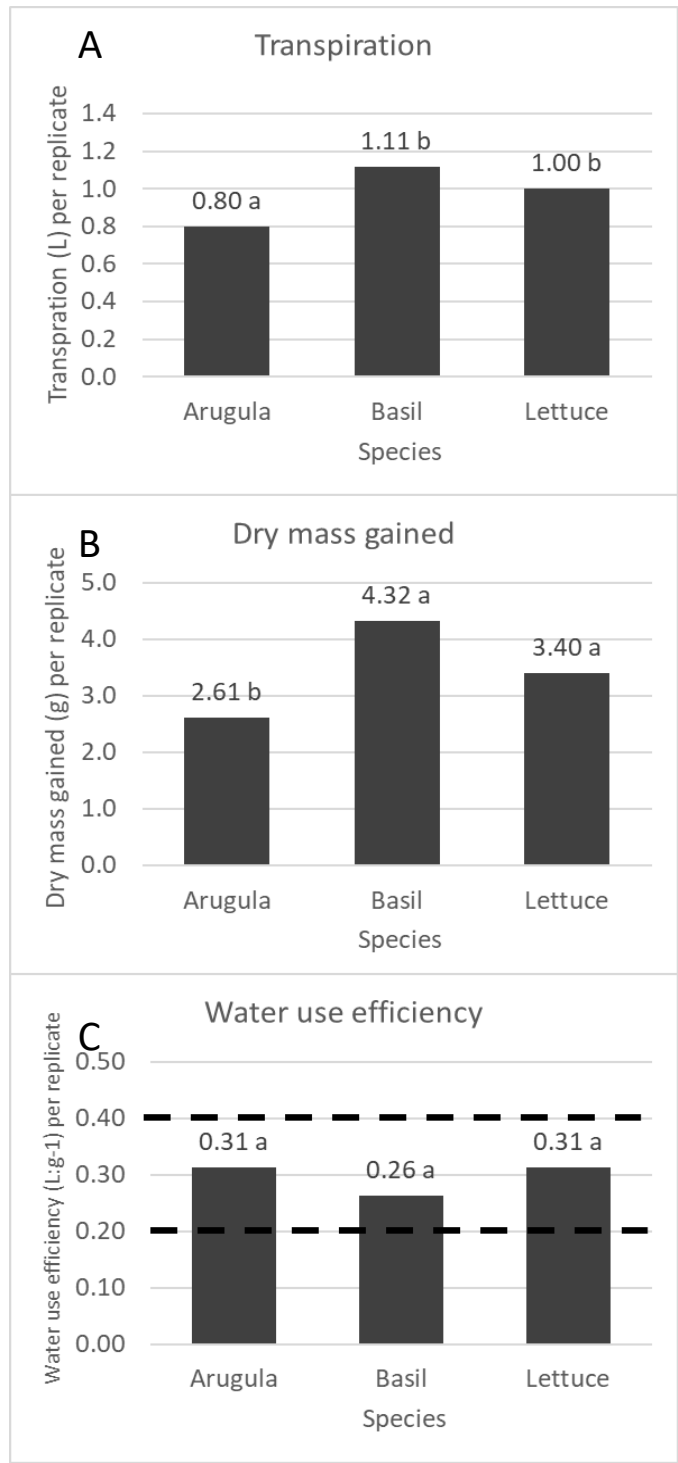 A
Transpiration
Transpration (L) per replicate
1.4
1.2
1.0
0.8
0.6
0.4
0.2
0.0
0.80 a
1.11 b
1.00 b
Arugula
Basil
Lettuce
Species
B
Dry mass gained
Dry mass gained (g) per replicate
5.0
4.0
3.0
2.0
1.0
0.0
2.61 b
4.32 a
3.40 a
Arugula
Basil
Lettuce
Species
C
Water use efficiency
Water use efficiency (L:g-1) per replicate
0.50
0.40
0.30
0.20
0.10
0.00
0.31 a
0.26 a
0.31 a
Arugula
Basil
Lettuce
Species